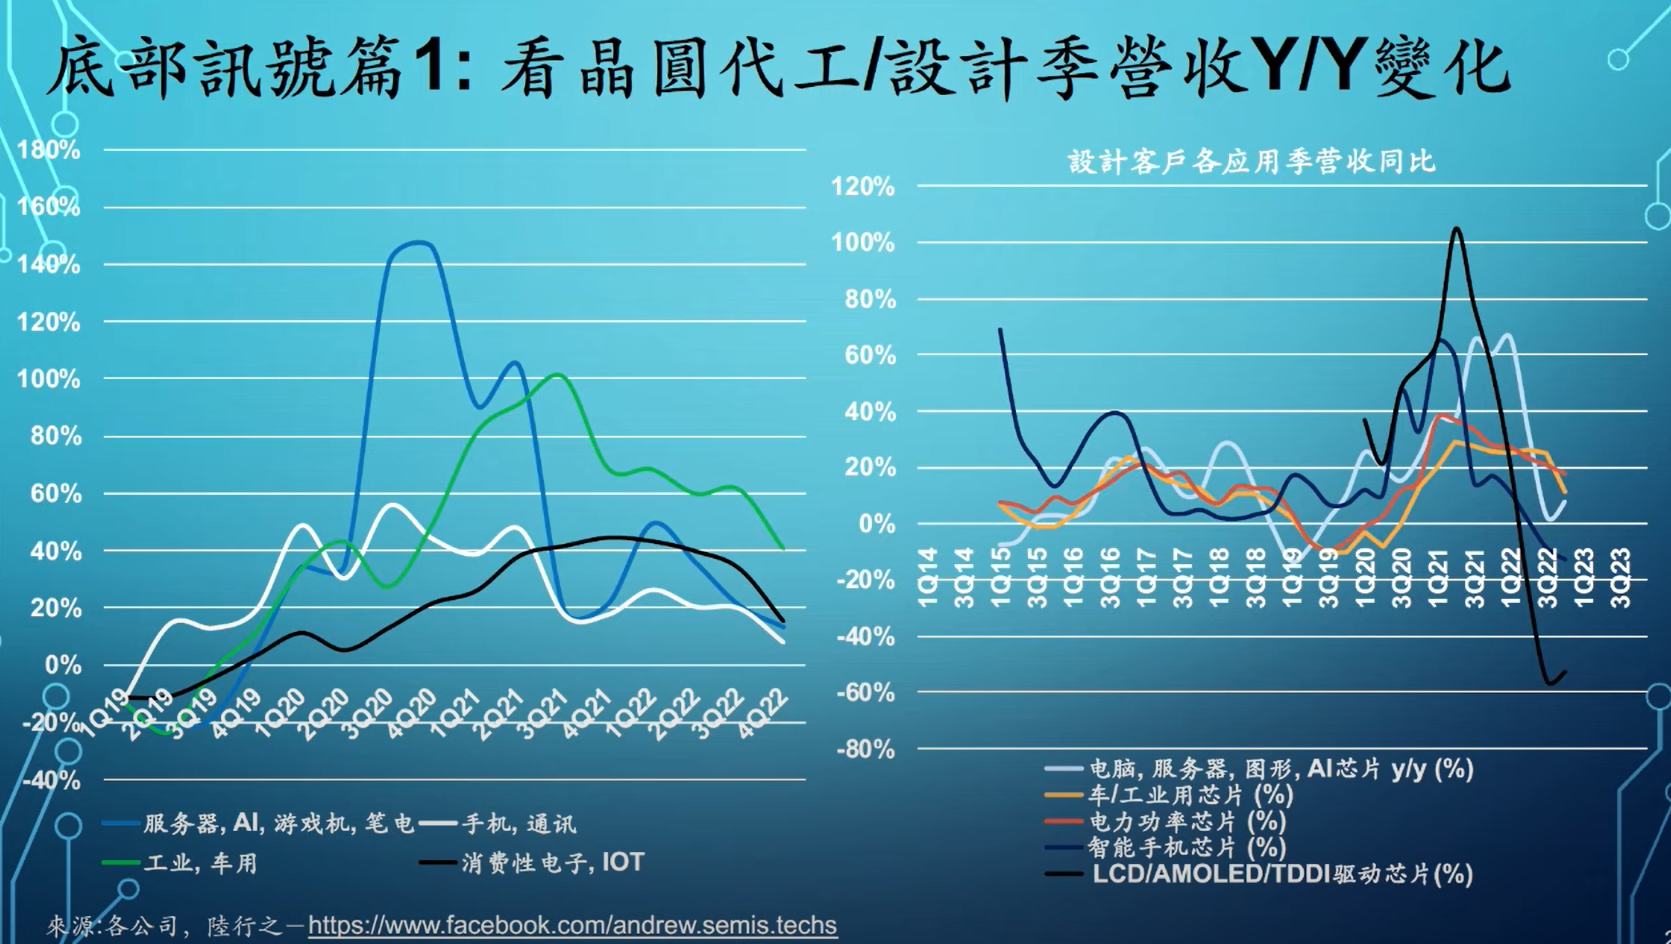 底部訊號篇1: 看晶圓代工/設計季營收Y/Y變化
180%
160%
140%
120%
100%
80%
60%
40%
20%
0%
-20%
-40%
1Q19 2Q19 3Q19 4Q19 1Q20 2Q20 3Q20 4Q20 1Q21 2Q21 3Q21 4Q21 1Q22 2Q22 3Q22 4Q22
服务器, AI, 游戏机, 笔电 手机, 通讯
工业, 车用 消费性电子, IOT
設計客戶各应用季营收同比
120%
100%
80%
60%
40%
20%
0%
-20%
-40%
-60%
-80%
1Q14 3Q14 1Q15 3Q15 1Q16 3Q16 1Q17 3Q17 1Q18 3Q18 1Q19 3Q19 1Q20 3Q20 1Q21 3Q21 1Q22 3Q22 1Q23 3Q23
电脑, 服务器, 图形, AI芯片 y/y (%)
车/工业用芯片 (%)
电力功率芯片 (%)
智能手机芯片 (%)
LCD/AMOLED/TDDI驱动芯片(%)
來源:各公司，陸行之－https://www.facebook.com/andrew.semis.techs